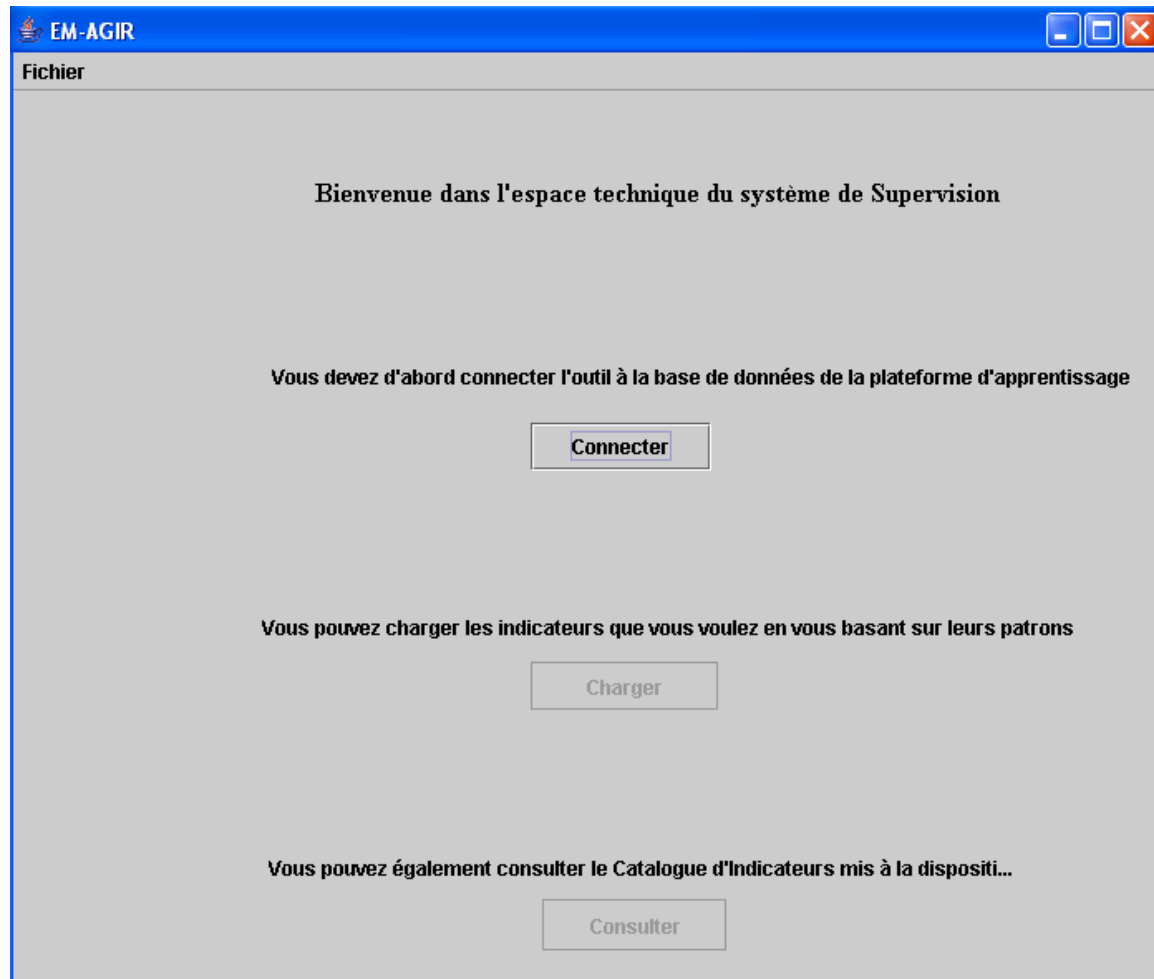 EM-AGIR
Fichier
Bienvenue dans l'espace technique du système de Supervision
Vous devez d'abord connecter l'outil à la base de données de la plateforme d'apprentissage
Connecter
Vous pouvez charger les indicateurs que vous voulez en vous basant sur leurs patrons
Charger
Vous pouvez également consulter le Catalogue d'Indicateurs mis à la dispositi...
Consulter